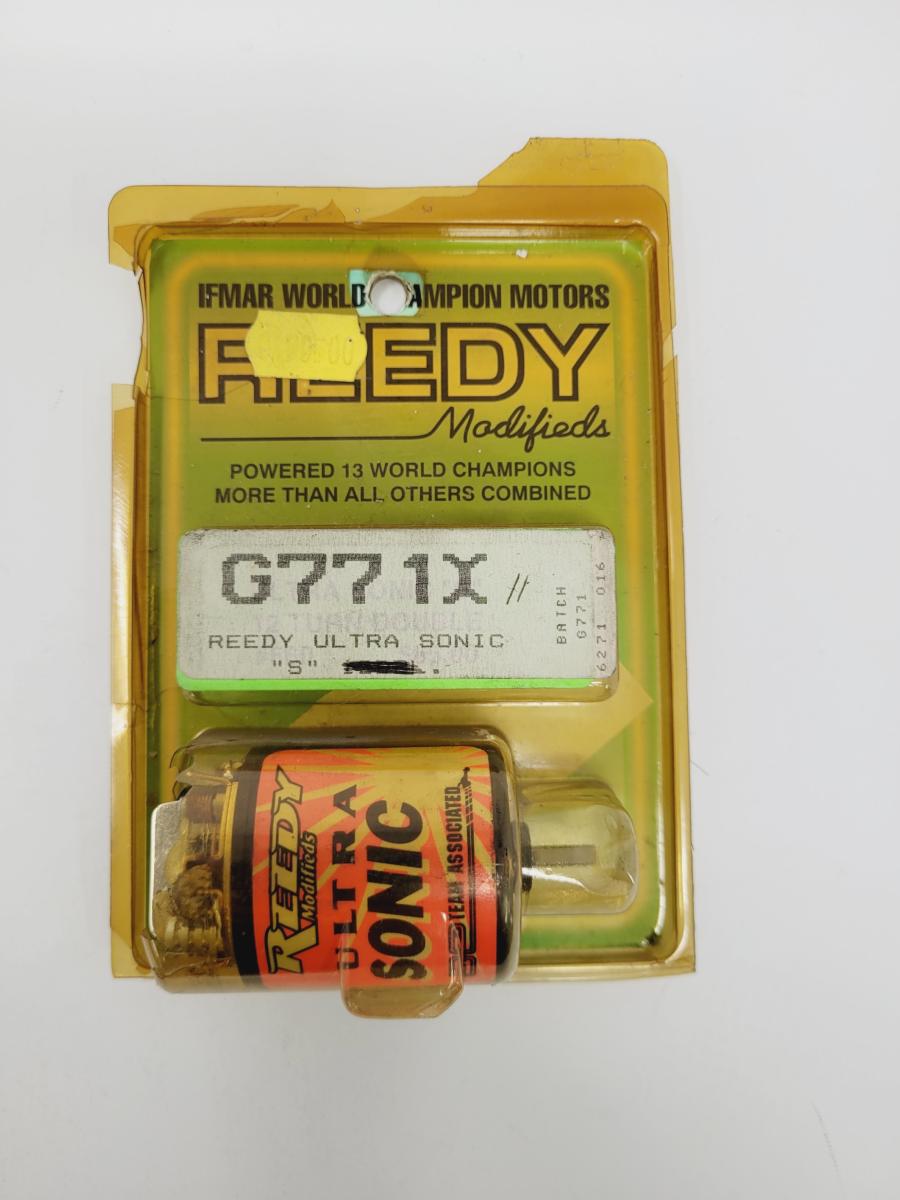 IFMAR WORLD CHAMPION MOTORS
REEDY
Modifieds
POWERED 13 WORLD CHAMPIONS
MORE THAN ALL OTHERS COMBINED
G771X
REEDY ULTRA SONIC
"S"
BATCH
G771
6271 016
REEDY
Modifieds
ULTRA
SONIC
TEAM ASSOCIATED